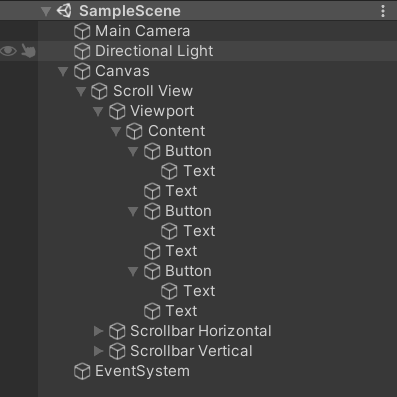 SampleScene
Main Camera
Directional Light
Canvas
Scroll View
Viewport
Content
Button
Text
Text
Button
Text
Text
Button
Text
Text
Scrollbar Horizontal
Scrollbar Vertical
EventSystem